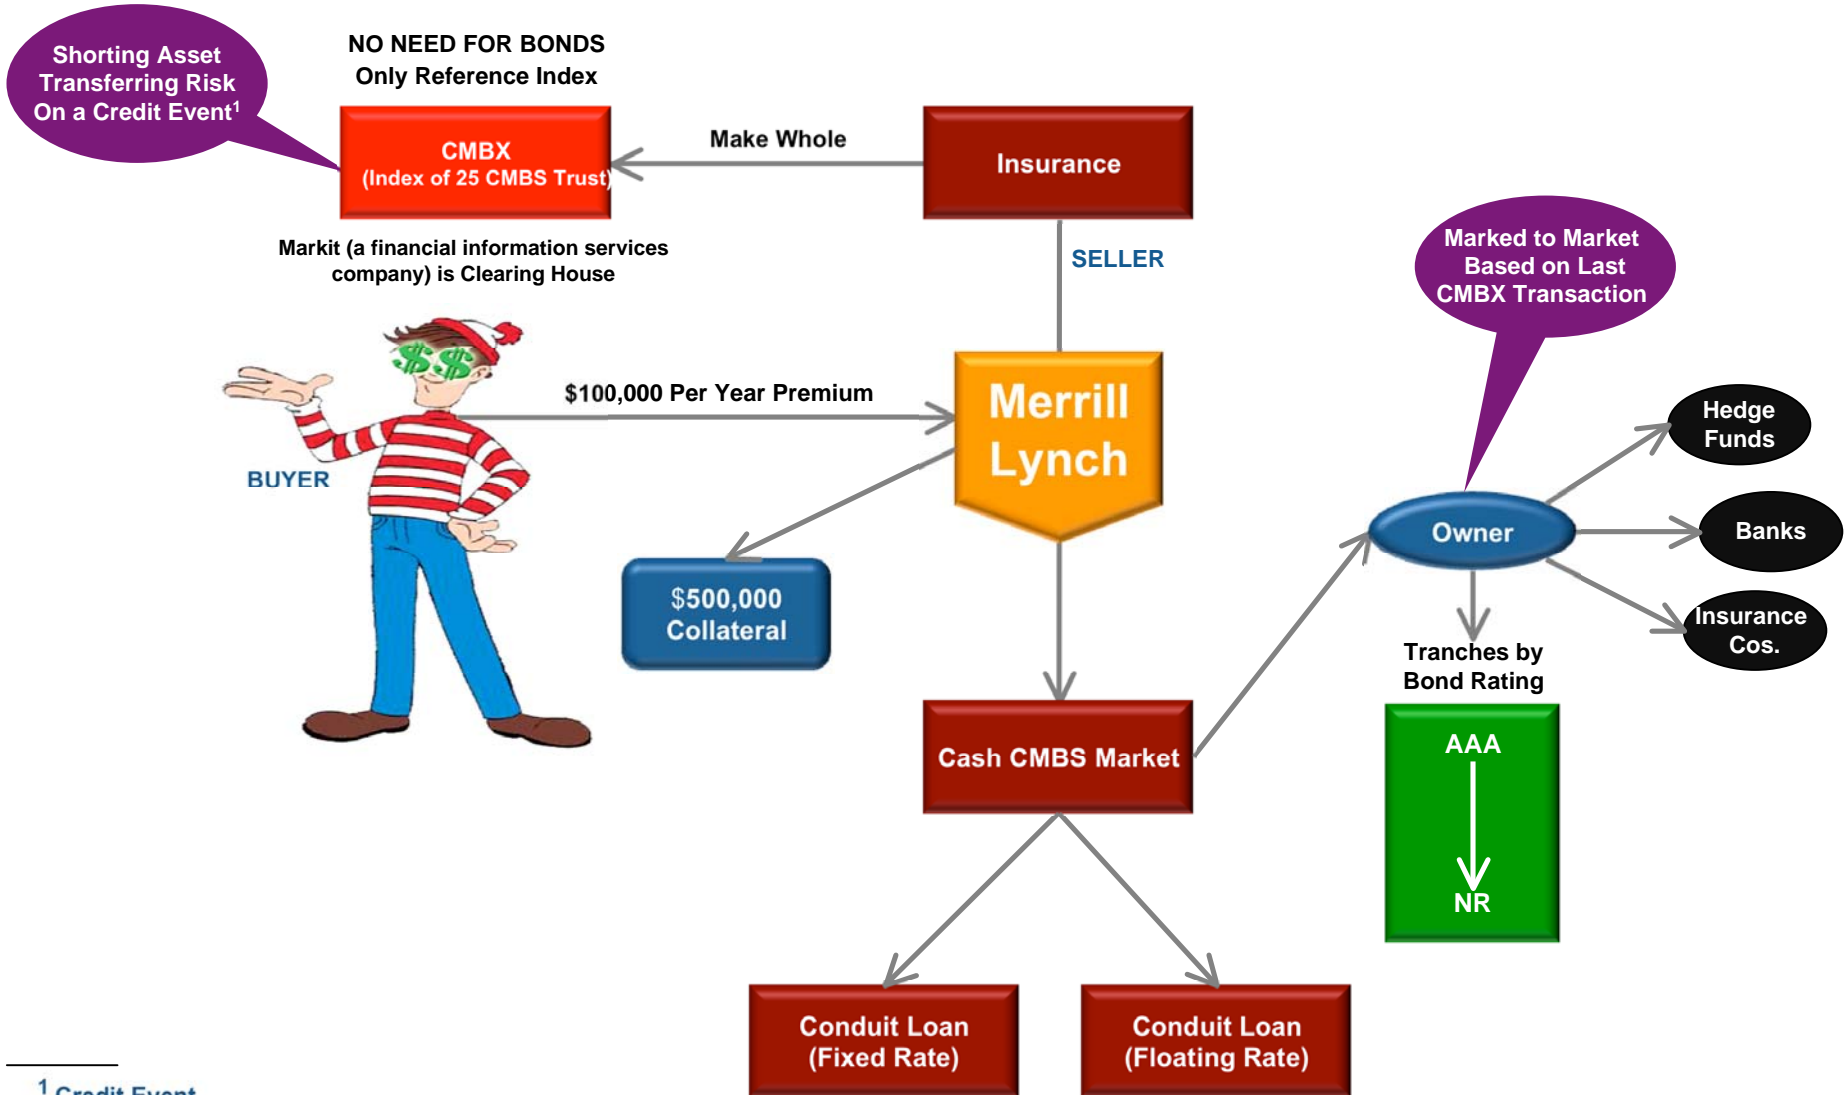 Shorting Asset
Transferring Risk
On a Credit Event¹
NO NEED FOR BONDS
Only Reference Index
CMBX
(Index of 25 CMBS Trust)
Make Whole
Insurance
Markit (a financial information services
company) is Clearing House
SELLER
Marked to Market
Based on Last
CMBX Transaction
$$
BUYER
$100,000 Per Year Premium
Merrill
Lynch
$500,000
Collateral
Owner
Hedge
Funds
Banks
Insurance
Cos.
Tranches by
Bond Rating
AAA
NR
Cash CMBS Market
Conduit Loan
(Fixed Rate)
Conduit Loan
(Floating Rate)
¹ Credit Event